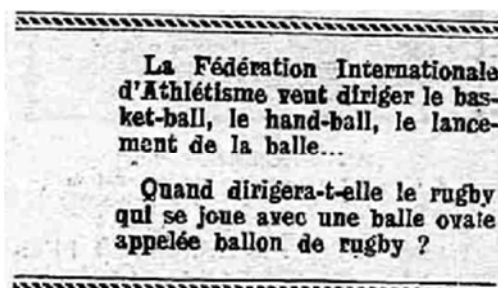 La Fédération Internationale
d'Athlétisme veut diriger le bas-
ket-ball, le hand-ball, le lance-
ment de la balle...
Quand dirigera-t-elle le rugby
qui se joue avec une balle ovale
appelée ballon de rugby ?